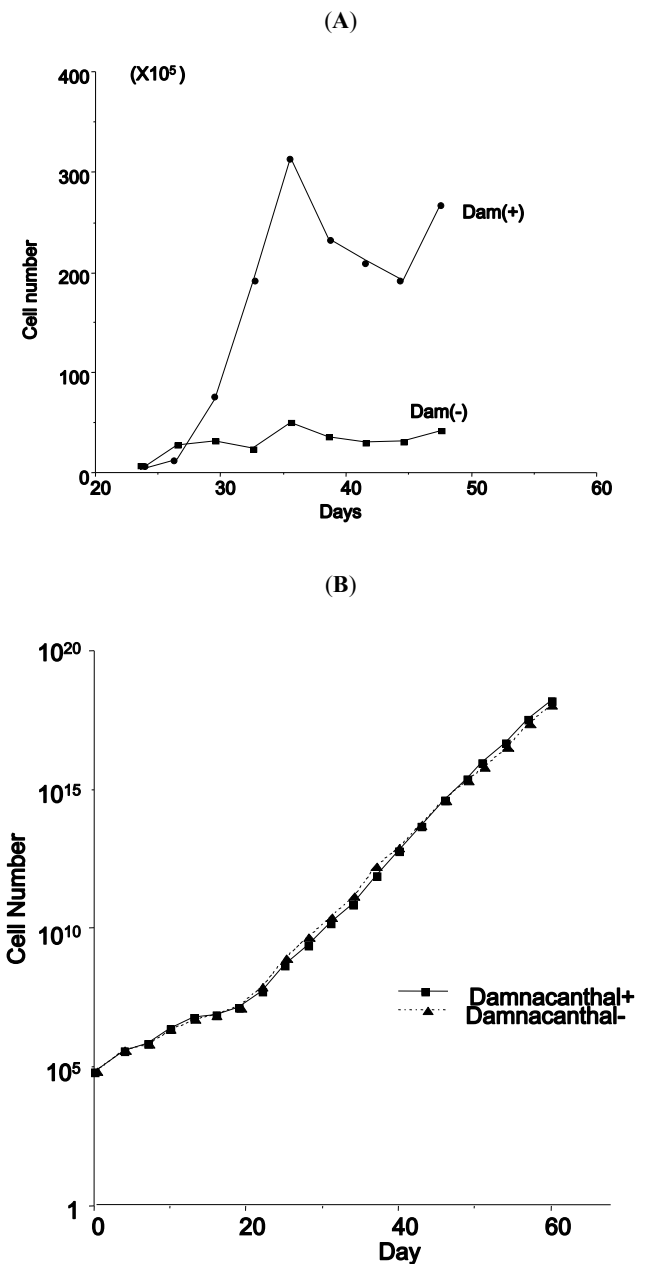 (A)
400
(X10⁵)
300
200
100
0
Cell number
Dam(+)
Dam(-)
20
30
40
50
60
Days
(B)
10²⁰
10¹⁵
10¹⁰
10⁵
1
Cell Number
Damnacanthal+
Damnacanthal-
0
20
40
60
Day